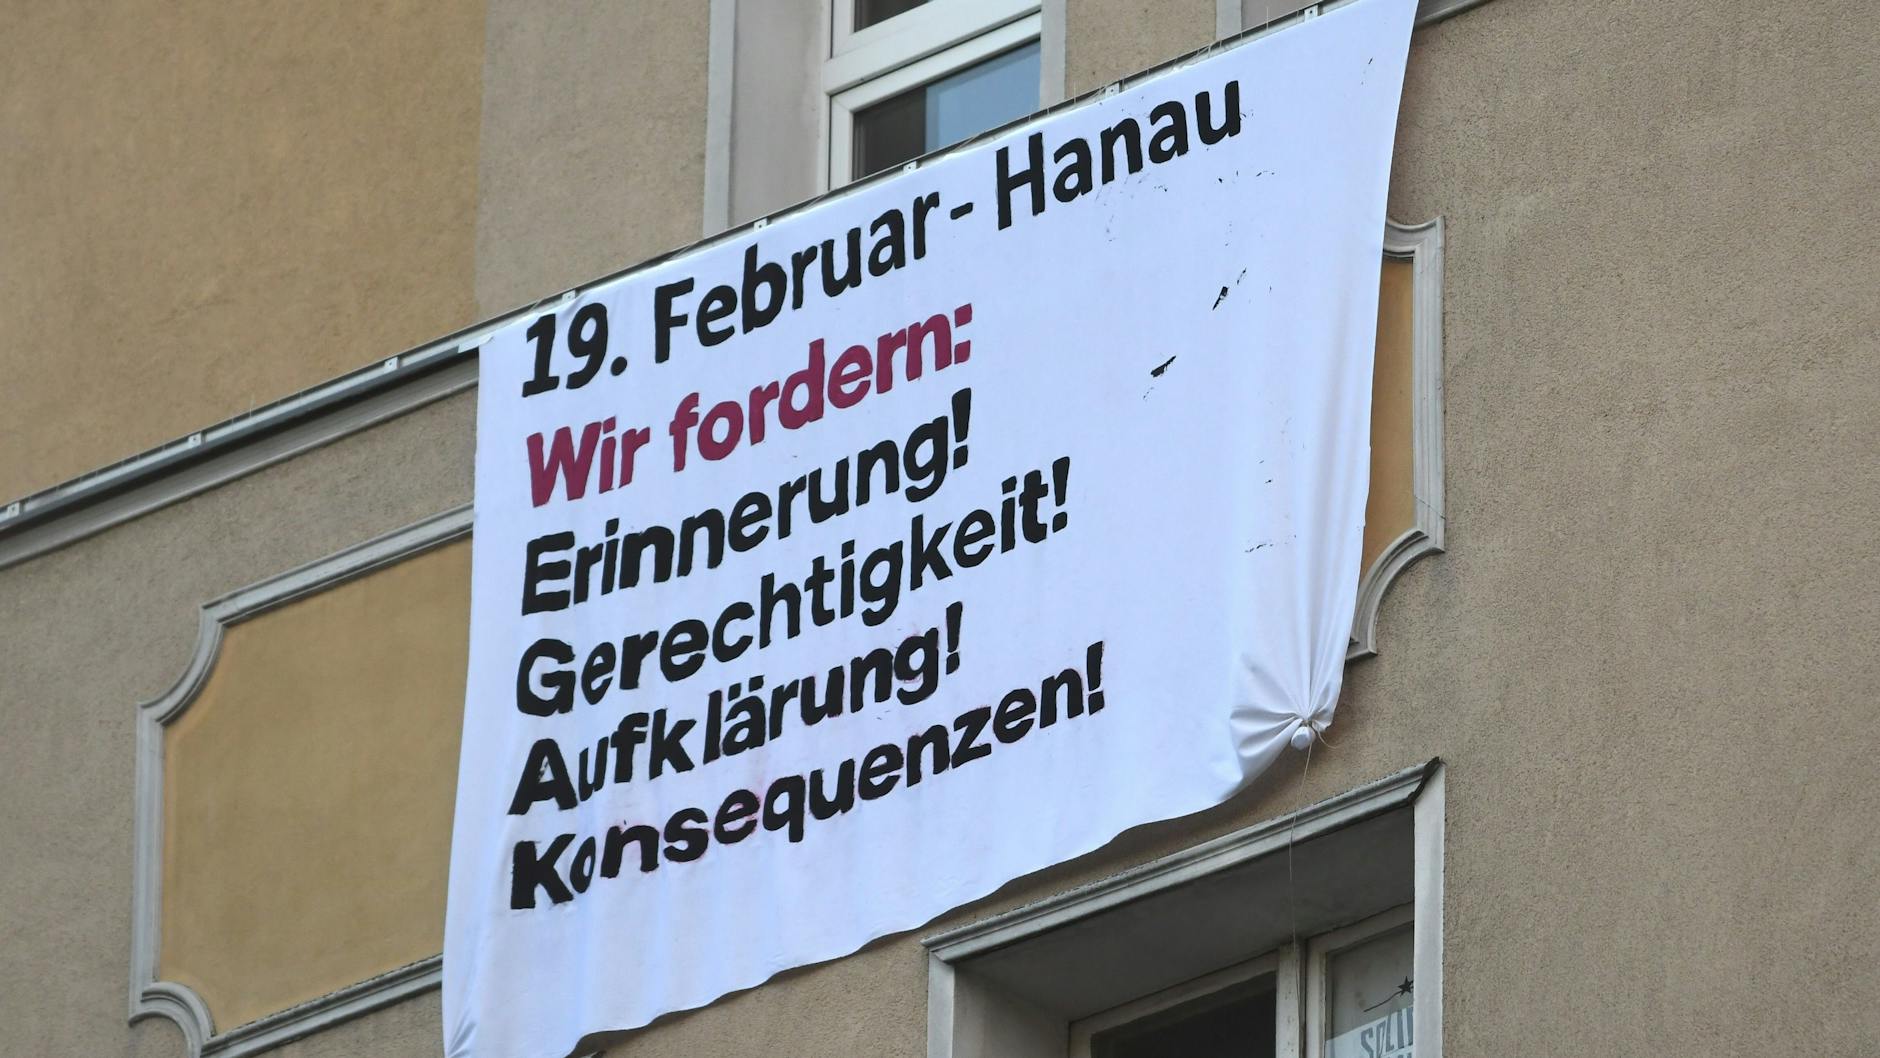 19. Februar - Hanau
Wir fordern:
Erinnerung!
Gerechtigkeit!
Aufklärung!
Konsequenzen!